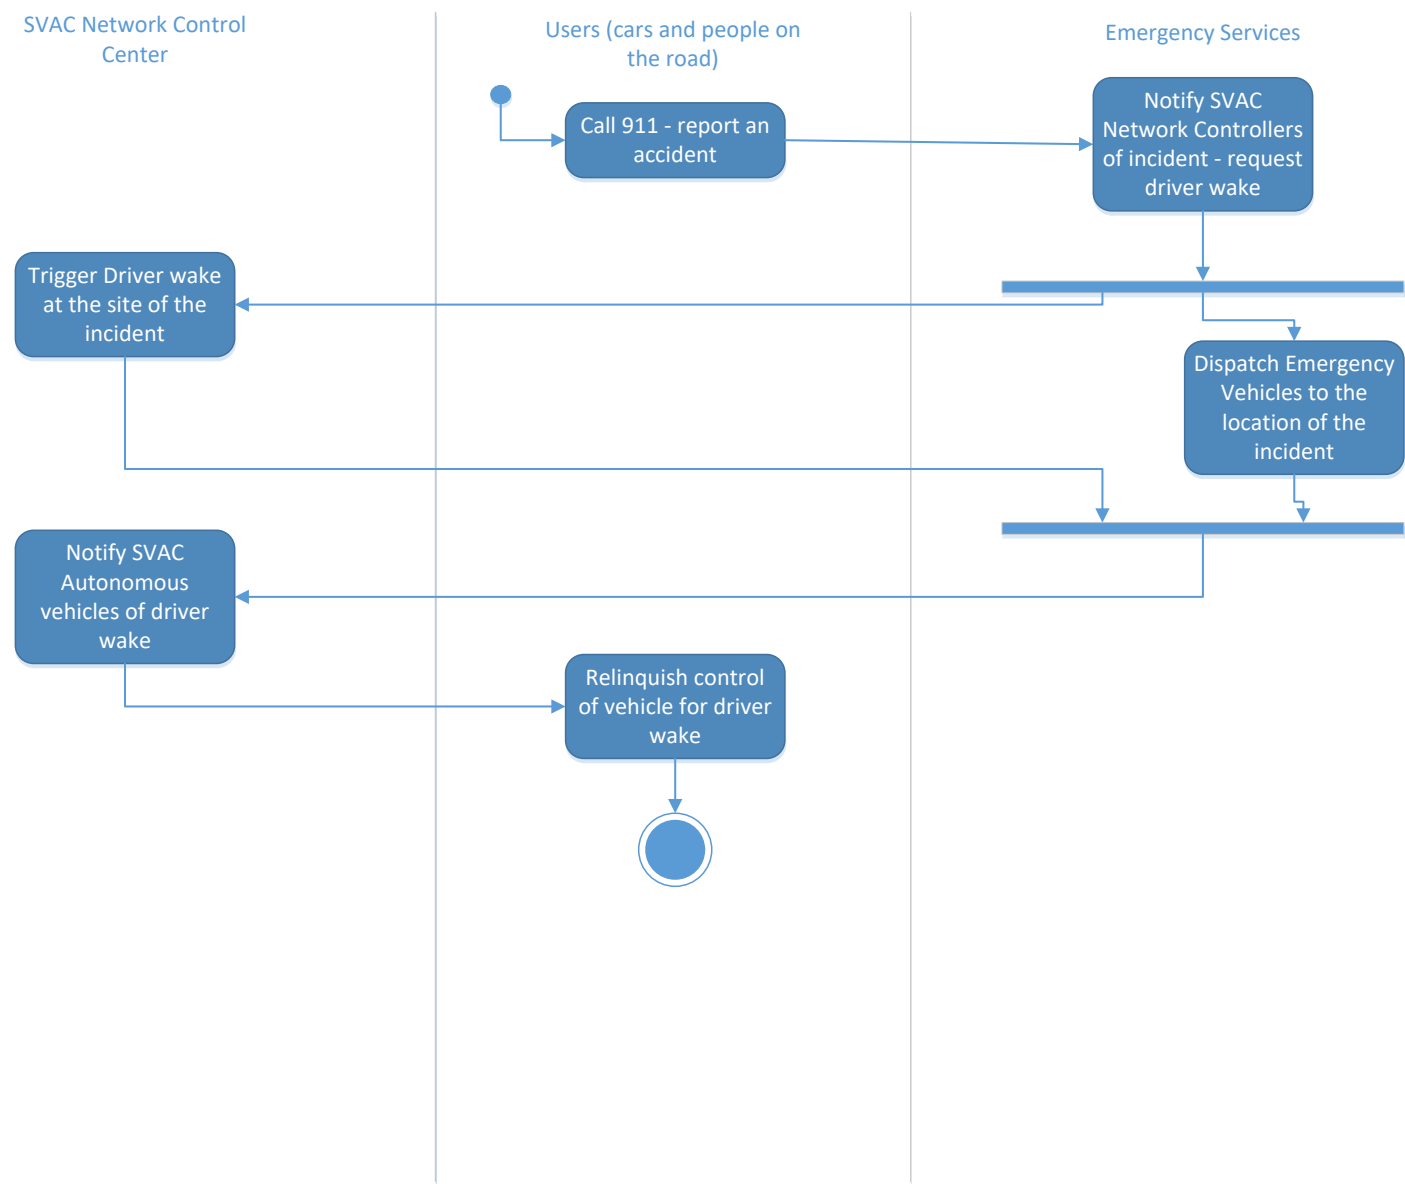 SVAC Network Control
Center
Users (cars and people on
the road)
Emergency Services
Call 911 - report an
accident
Notify SVAC
Network Controllers
of incident - request
driver wake
Trigger Driver wake
at the site of the
incident
Dispatch Emergency
Vehicles to the
location of the
incident
Notify SVAC
Autonomous
vehicles of driver
wake
Relinquish control
of vehicle for driver
wake